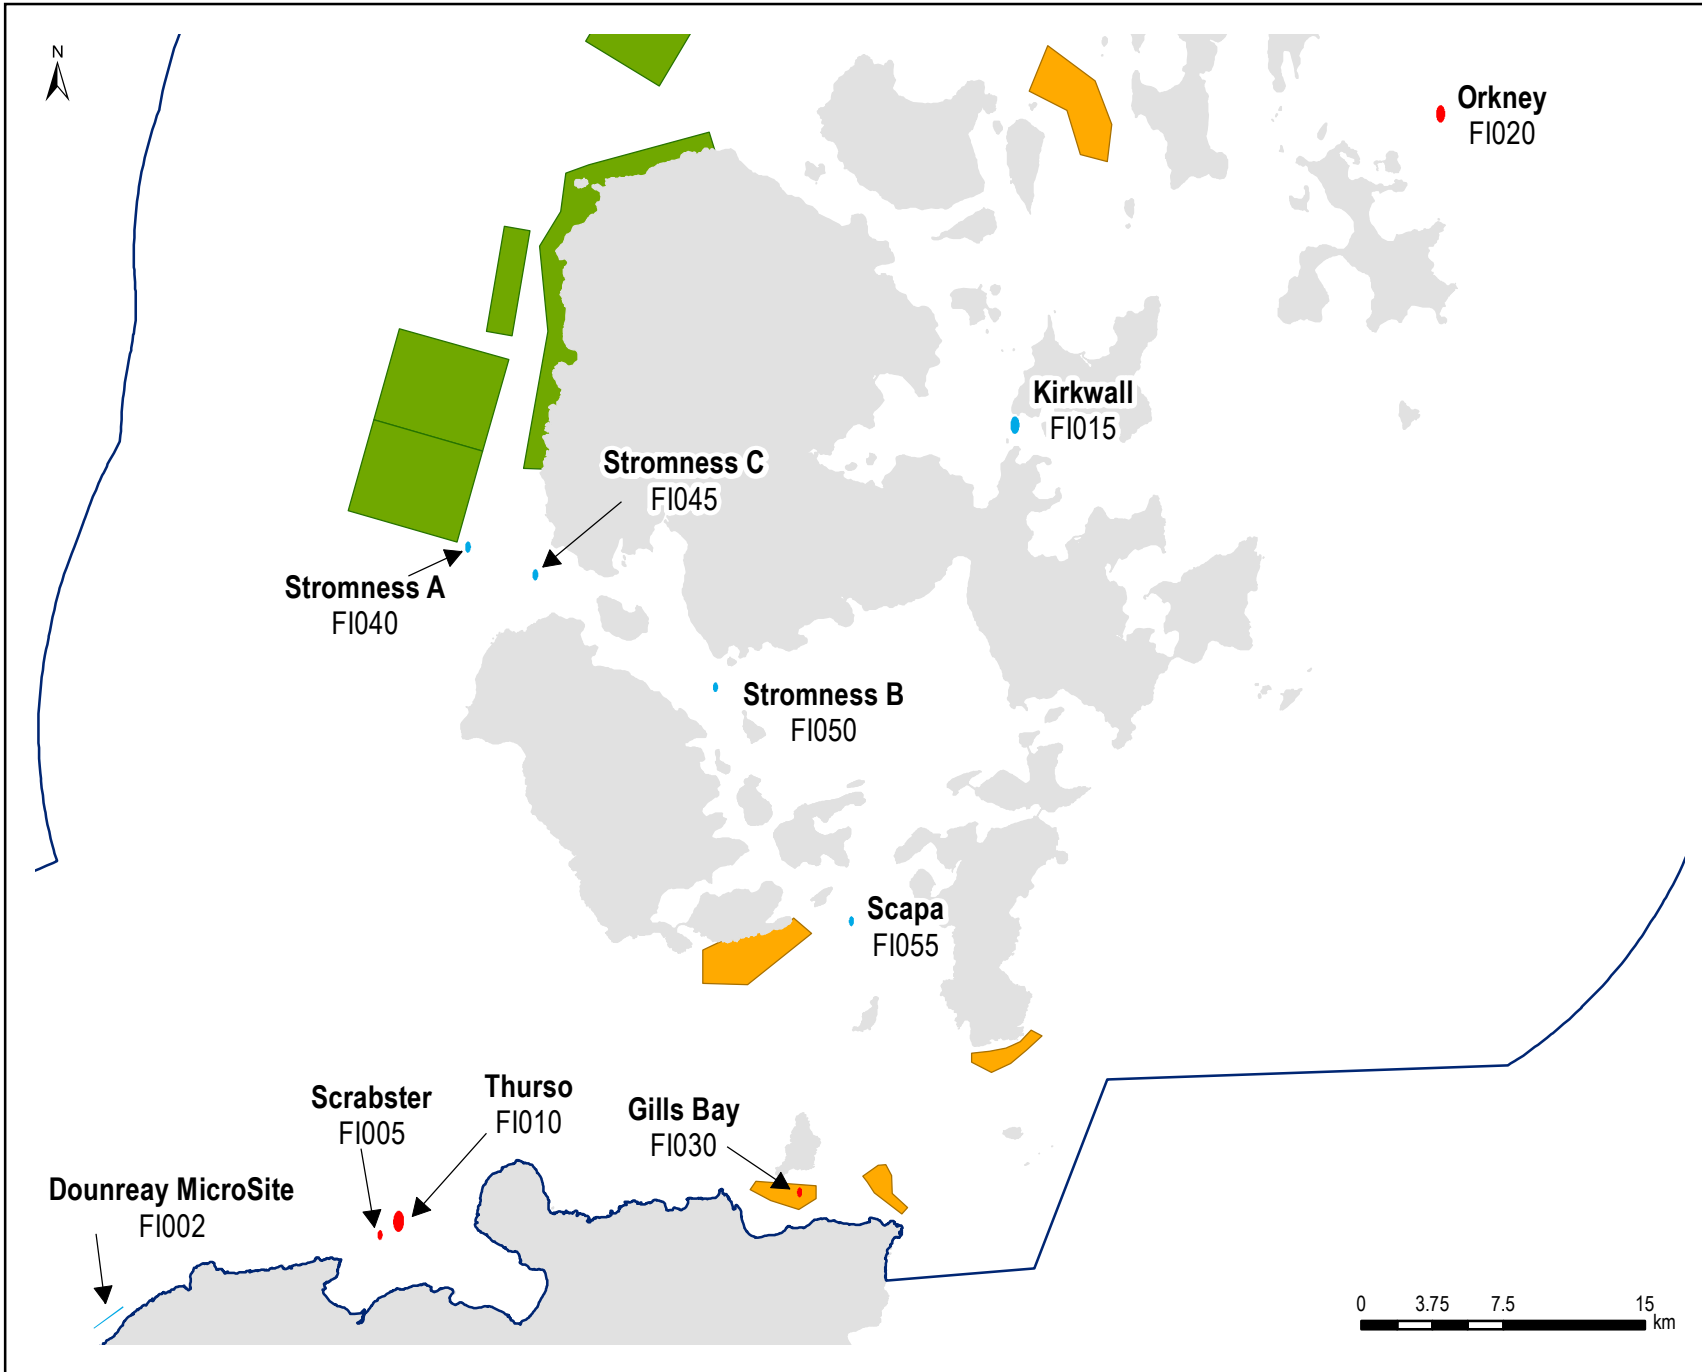 N
Orkney
FI020
Kirkwall
FI015
Stromness C
FI045
Stromness A
FI040
Stromness B
FI050
Scapa
FI055
Thurso
FI010
Scrabster
FI005
Gills Bay
FI030
Dounreay MicroSite
FI002
0 3.75 7.5 15
km